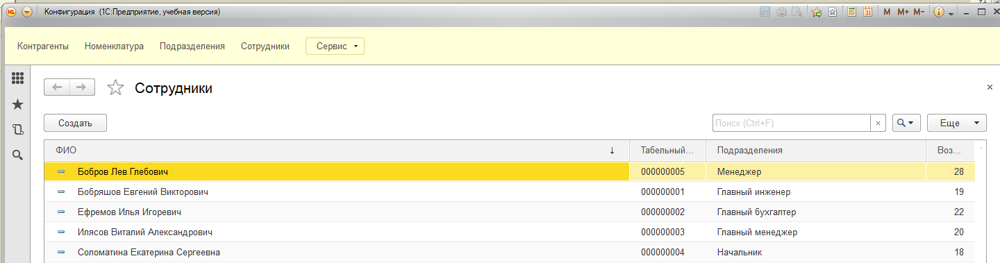 Конфигурация (1С:Предприятие, учебная версия)
31 M M+ M-
Контрагенты Номенклатура Подразделения Сотрудники Сервис
Сотрудники
Создать Поиск (Ctrl+F) × Еще
ФИО ↓ Табельный... Подразделения Воз...
Бобров Лев Глебович 000000005 Менеджер 28
Бобряшов Евгений Викторович 000000001 Главный инженер 19
Ефремов Илья Игоревич 000000002 Главный бухгалтер 22
Илясов Виталий Александрович 000000003 Главный менеджер 20
Соломатина Екатерина Сергеевна 000000004 Начальник 18